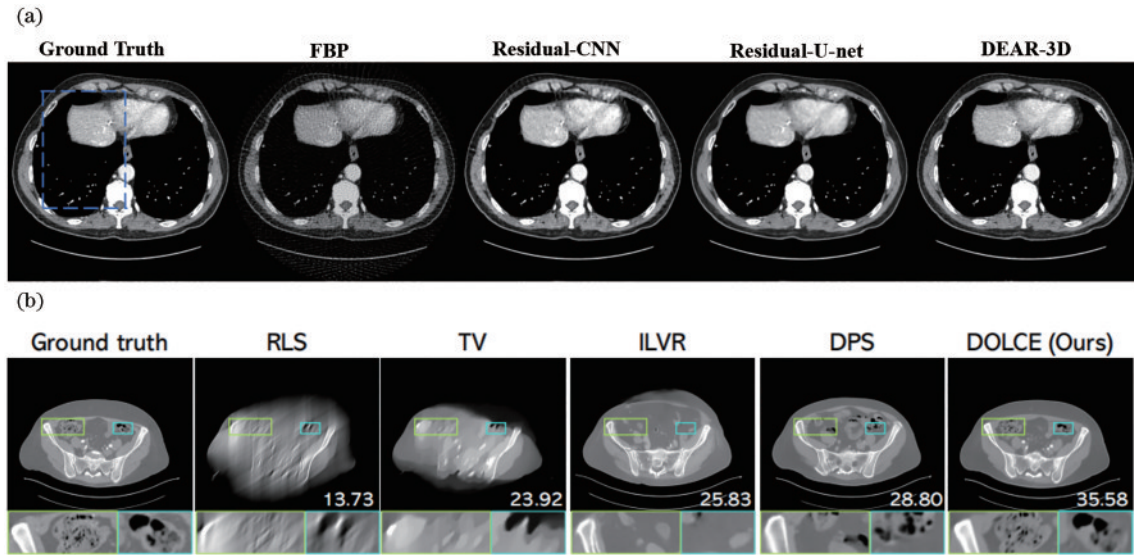 (a)
Ground Truth FBP Residual-CNN Residual-U-net DEAR-3D
(b)
Ground truth RLS TV ILVR DPS DOLCE (Ours)
13.73 23.92 25.83 28.80 35.58